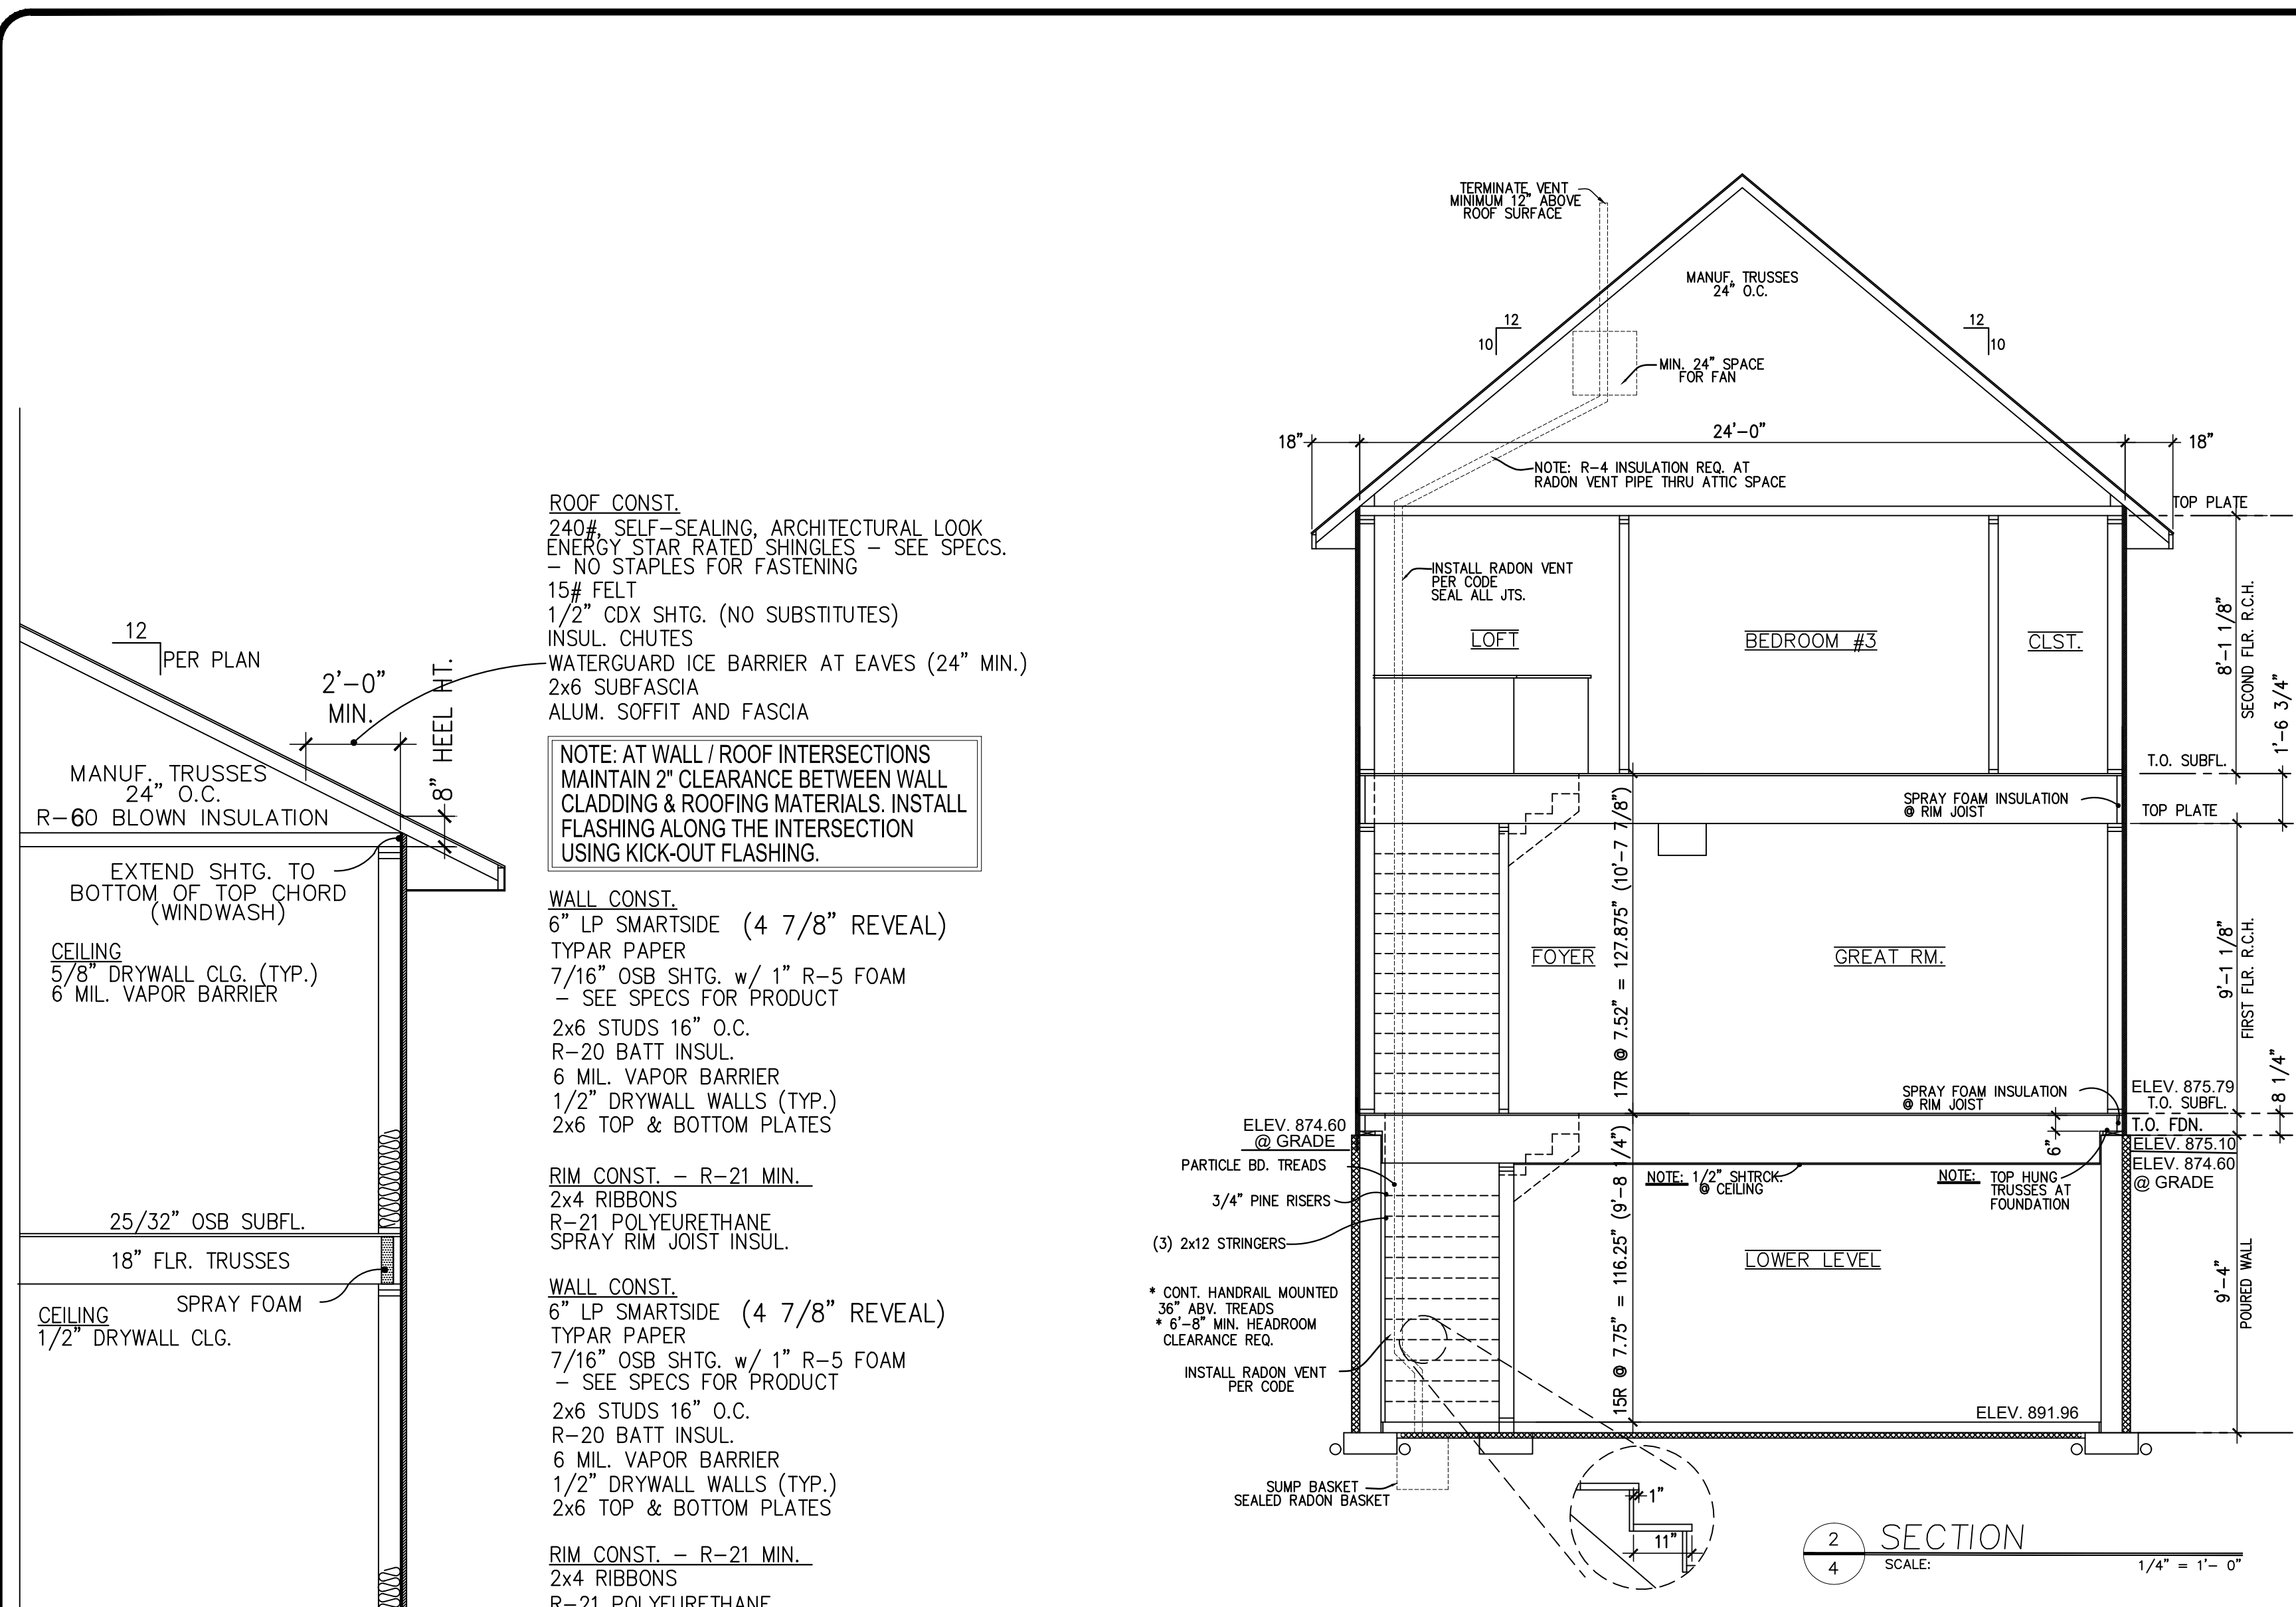 12
PER PLAN
2'-0"
MIN.
8" HEEL HT.
MANUF. TRUSSES
24" O.C.
R-60 BLOWN INSULATION
EXTEND SHTG. TO
BOTTOM OF TOP CHORD
(WINDWASH)
CEILING
5/8" DRYWALL CLG. (TYP.)
6 MIL. VAPOR BARRIER
25/32" OSB SUBFL.
18" FLR. TRUSSES
SPRAY FOAM
CEILING
1/2" DRYWALL CLG.
ROOF CONST.
240#, SELF-SEALING, ARCHITECTURAL LOOK
ENERGY STAR RATED SHINGLES - SEE SPECS.
- NO STAPLES FOR FASTENING
15# FELT
1/2" CDX SHTG. (NO SUBSTITUTES)
INSUL. CHUTES
WATERGUARD ICE BARRIER AT EAVES (24" MIN.)
2x6 SUBFASCIA
ALUM. SOFFIT AND FASCIA
NOTE: AT WALL / ROOF INTERSECTIONS
MAINTAIN 2" CLEARANCE BETWEEN WALL
CLADDING & ROOFING MATERIALS. INSTALL
FLASHING ALONG THE INTERSECTION
USING KICK-OUT FLASHING.
WALL CONST.
6" LP SMARTSIDE (4 7/8" REVEAL)
TYPAR PAPER
7/16" OSB SHTG. w/ 1" R-5 FOAM
- SEE SPECS FOR PRODUCT
2x6 STUDS 16" O.C.
R-20 BATT INSUL.
6 MIL. VAPOR BARRIER
1/2" DRYWALL WALLS (TYP.)
2x6 TOP & BOTTOM PLATES
RIM CONST. - R-21 MIN.
2x4 RIBBONS
R-21 POLYEURETHANE
SPRAY RIM JOIST INSUL.
WALL CONST.
6" LP SMARTSIDE (4 7/8" REVEAL)
TYPAR PAPER
7/16" OSB SHTG. w/ 1" R-5 FOAM
- SEE SPECS FOR PRODUCT
2x6 STUDS 16" O.C.
R-20 BATT INSUL.
6 MIL. VAPOR BARRIER
1/2" DRYWALL WALLS (TYP.)
2x6 TOP & BOTTOM PLATES
RIM CONST. - R-21 MIN.
2x4 RIBBONS
R-21 POLYEURETHANE
TERMINATE VENT
MINIMUM 12" ABOVE
ROOF SURFACE
MANUF. TRUSSES
24" O.C.
12
10
12
10
MIN. 24" SPACE
FOR FAN
18"
24'-0"
18"
NOTE: R-4 INSULATION REQ. AT
RADON VENT PIPE THRU ATTIC SPACE
TOP PLATE
INSTALL RADON VENT
PER CODE
SEAL ALL JTS.
LOFT
BEDROOM #3
CLST.
8'-1 1/8"
SECOND FLR. R.C.H.
1'-6 3/4"
T.O. SUBFL.
SPRAY FOAM INSULATION
@ RIM JOIST
TOP PLATE
17R @ 7.52" = 127.875" (10'-7 7/8")
FOYER
GREAT RM.
9'-1 1/8"
FIRST FLR. R.C.H.
8 1/4"
SPRAY FOAM INSULATION
@ RIM JOIST
ELEV. 875.79
T.O. SUBFL.
T.O. FDN.
ELEV. 875.10
ELEV. 874.60
@ GRADE
ELEV. 874.60
@ GRADE
6"
PARTICLE BD. TREADS
3/4" PINE RISERS
(3) 2x12 STRINGERS
NOTE: 1/2" SHTRCK.
@ CEILING
NOTE: TOP HUNG
TRUSSES AT
FOUNDATION
15R @ 7.75" = 116.25" (9'-8 1/4")
LOWER LEVEL
9'-4"
POURED WALL
* CONT. HANDRAIL MOUNTED
36" ABV. TREADS
* 6'-8" MIN. HEADROOM
CLEARANCE REQ.
INSTALL RADON VENT
PER CODE
ELEV. 891.96
SUMP BASKET
SEALED RADON BASKET
1"
11"
2
4
SECTION
SCALE: 1/4" = 1'- 0"